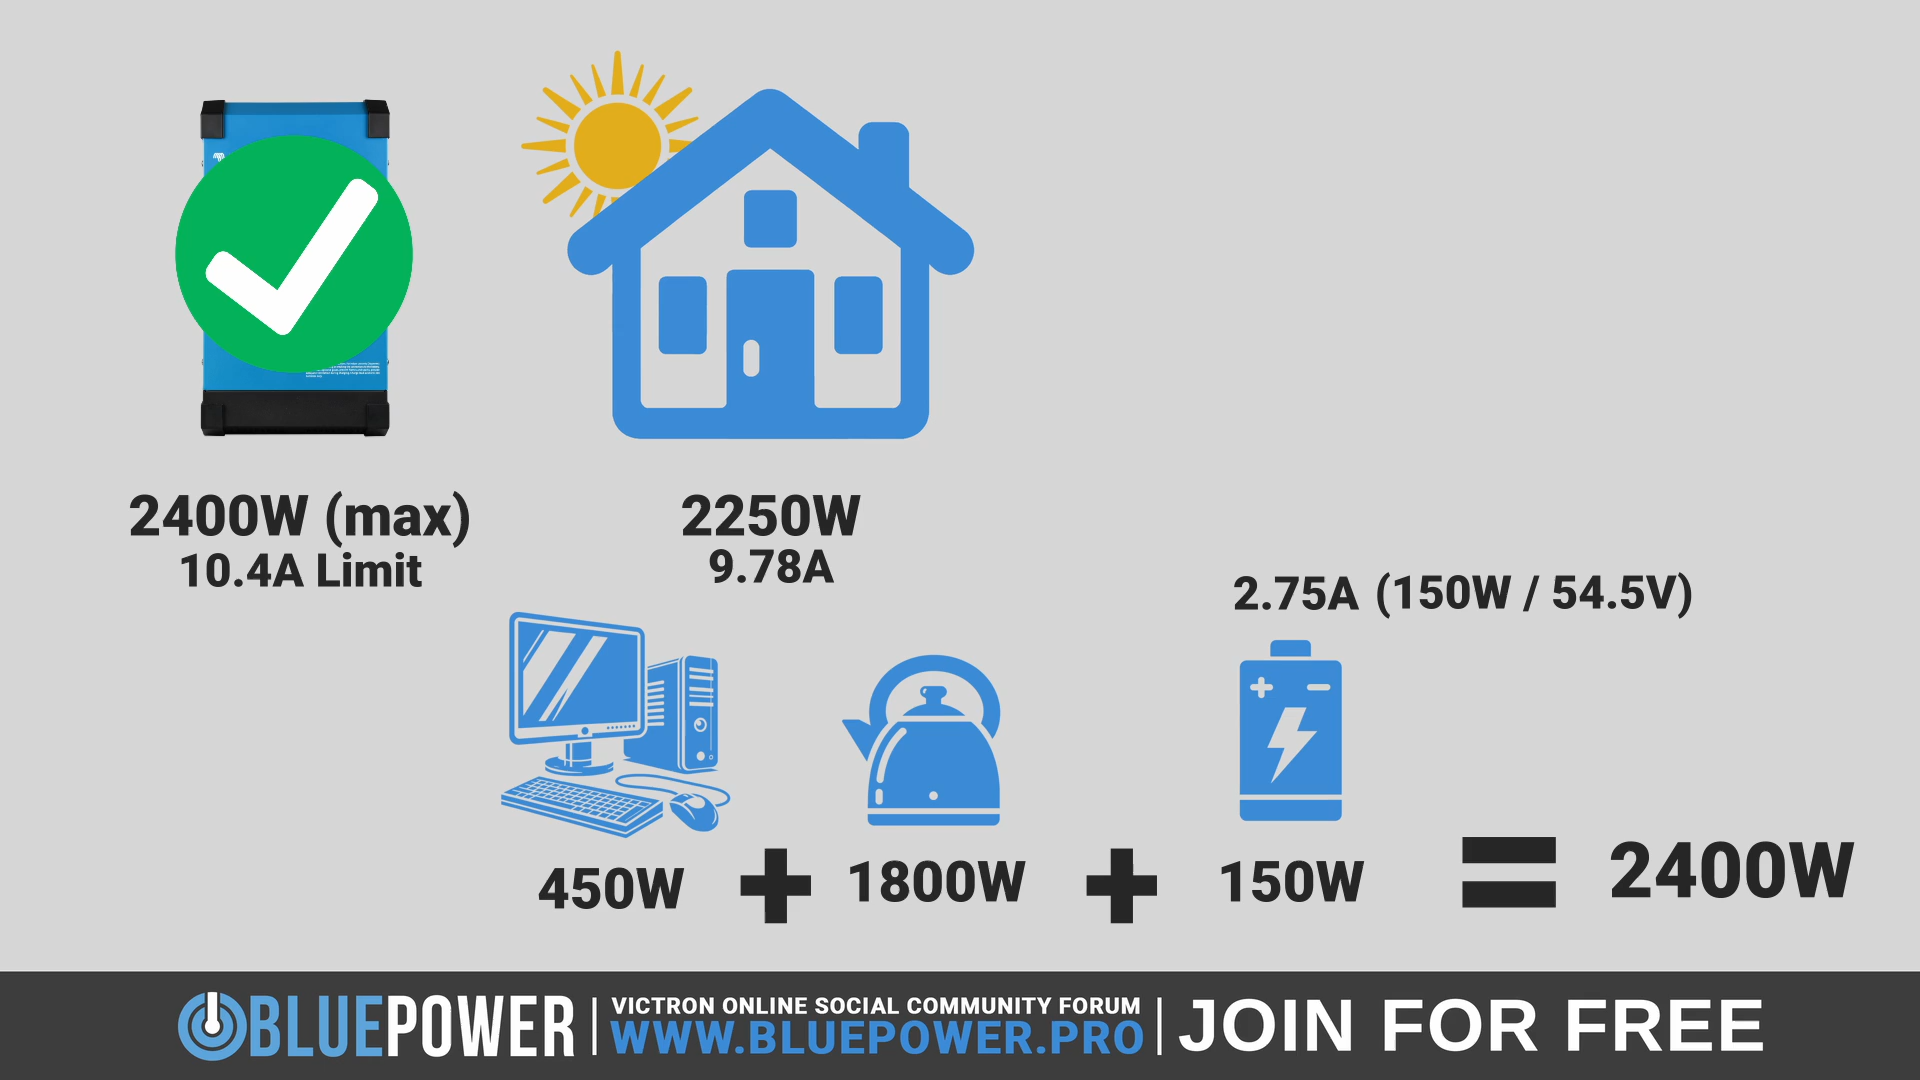 2400W (max)
10.4A Limit
2250W
9.78A
2.75A (150W / 54.5V)
450W + 1800W + 150W = 2400W
BLUEPOWER
VICTRON ONLINE SOCIAL COMMUNITY FORUM
WWW.BLUEPOWER.PRO
JOIN FOR FREE